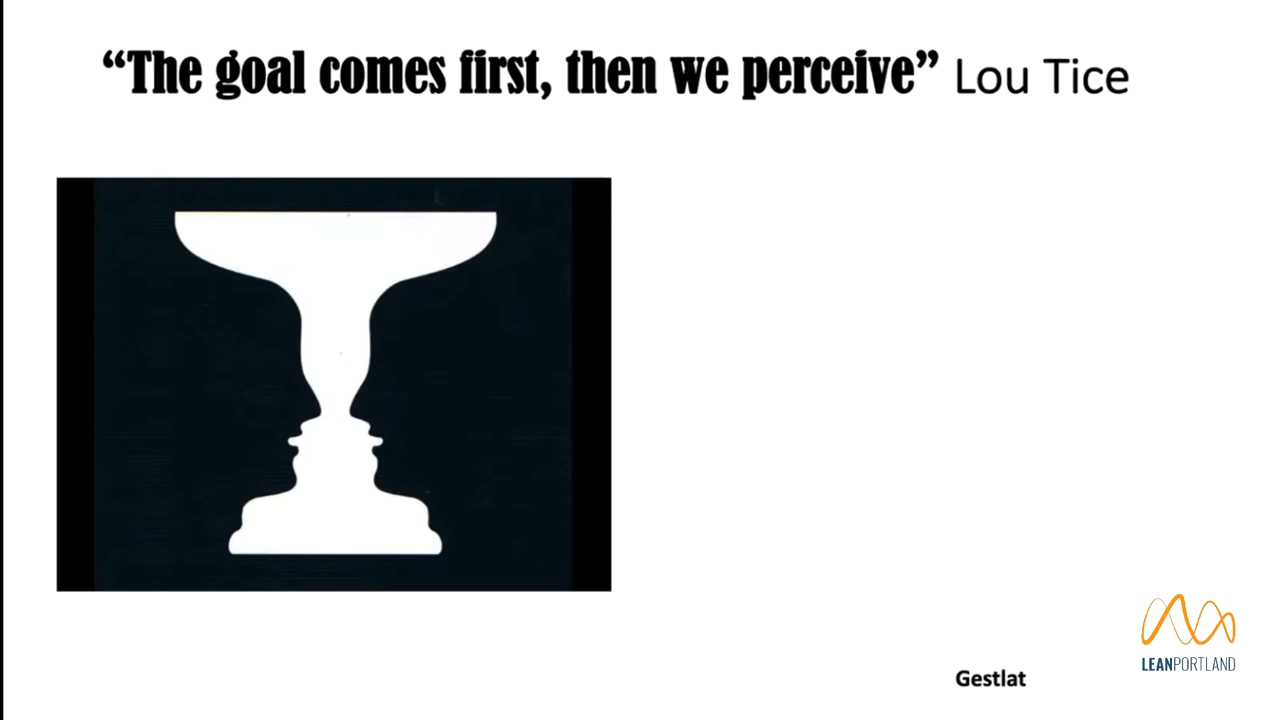 “The goal comes first, then we perceive” Lou Tice
LEANPORTLAND
Gestlat